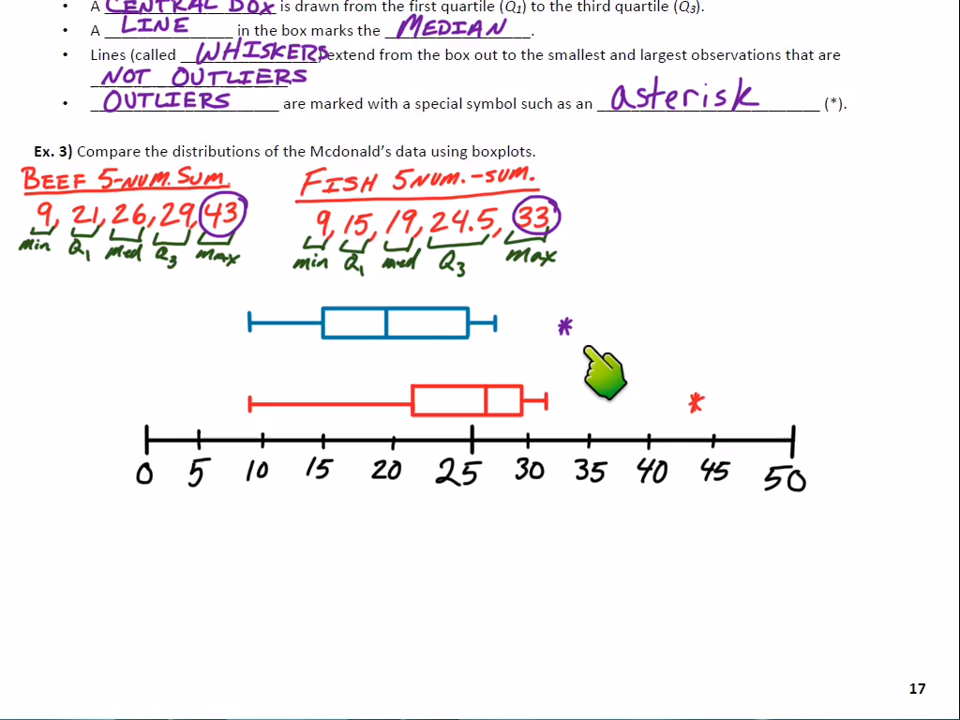 • A CENTRAL BOX is drawn from the first quartile (Q1) to the third quartile (Q3).
• A LINE in the box marks the MEDIAN.
• Lines (called WHISKERS) extend from the box out to the smallest and largest observations that are
NOT OUTLIERS
• OUTLIERS are marked with a special symbol such as an asterisk (*).
Ex. 3) Compare the distributions of the Mcdonald's data using boxplots.
BEEF 5-NUM. SUM.
9, 21, 26, 29, 43
min Q1 Med Q3 Max
FISH 5NUM.-SUM.
9, 15, 19, 24.5, 33
min Q1 med Q3 max
*
*
0 5 10 15 20 25 30 35 40 45 50
17